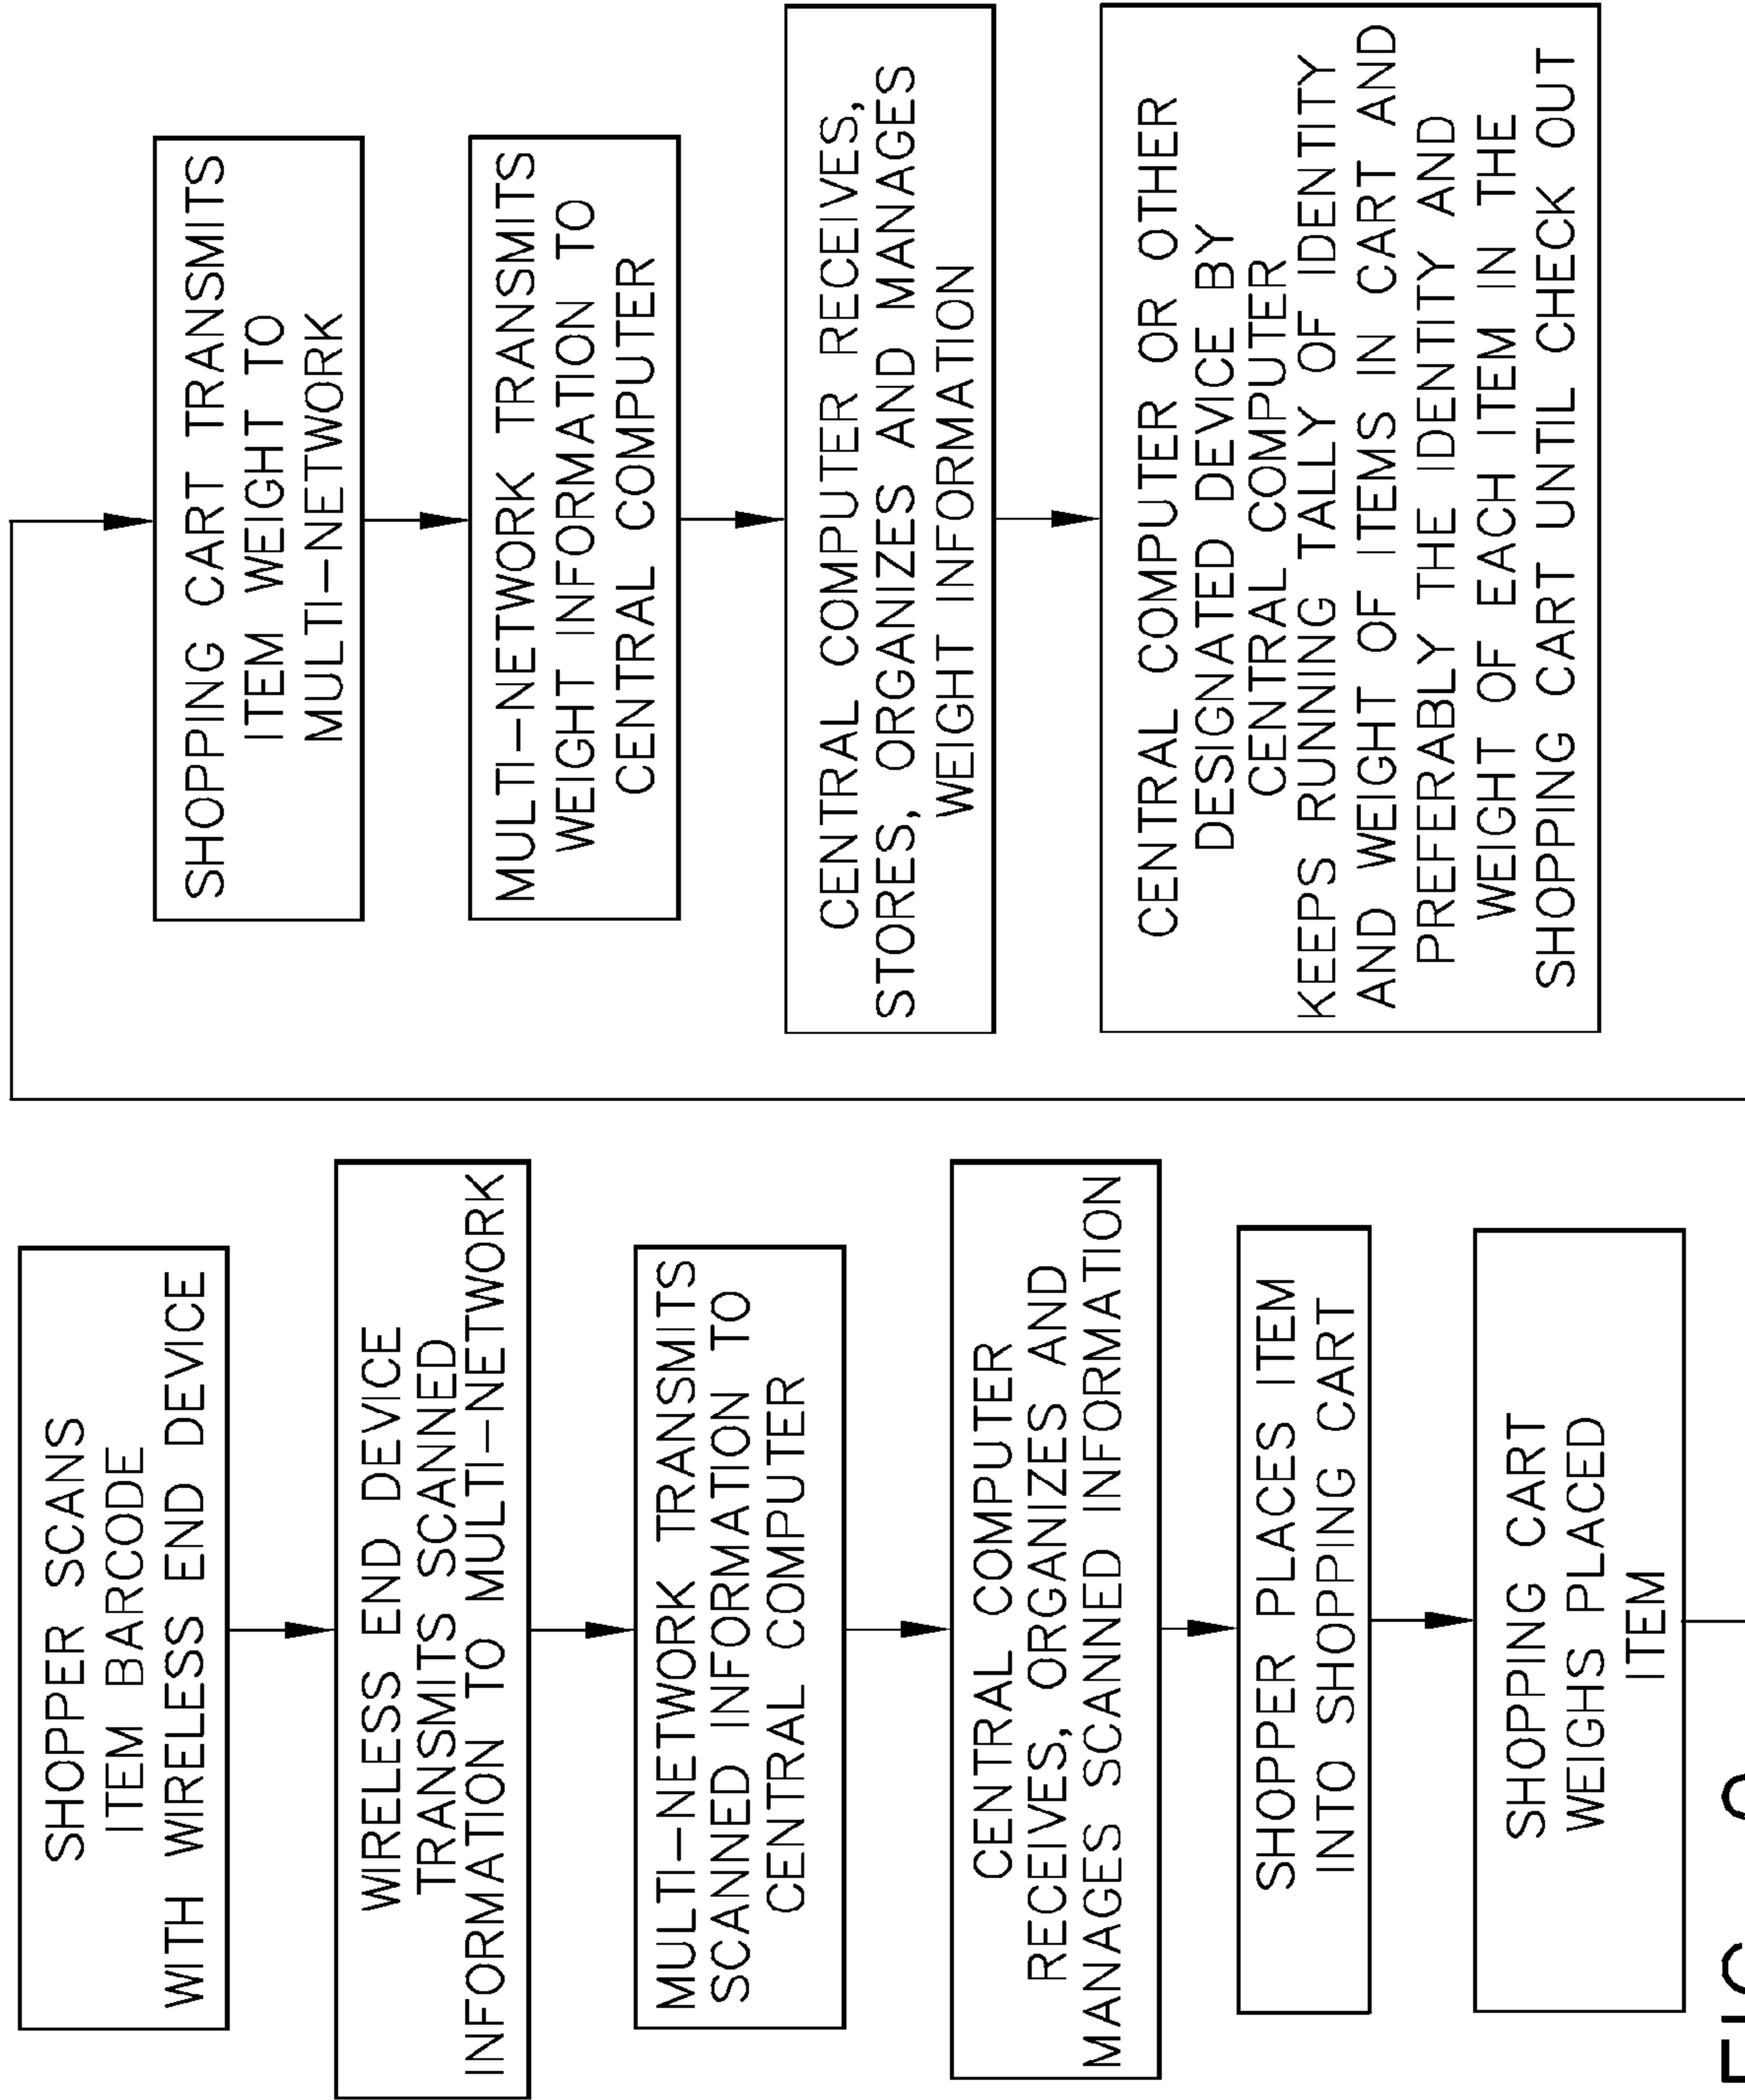 SHOPPER SCANS
ITEM BARCODE
WITH WIRELESS END DEVICE
WIRELESS END DEVICE
TRANSMITS SCANNED
INFORMATION TO MULTI-NETWORK
MULTI-NETWORK TRANSMITS
SCANNED INFORMATION TO
CENTRAL COMPUTER
CENTRAL COMPUTER
RECEIVES, ORGANIZES AND
MANAGES SCANNED INFORMATION
SHOPPER PLACES ITEM
INTO SHOPPING CART
SHOPPING CART
WEIGHS PLACED
ITEM
SHOPPING CART TRANSMITS
ITEM WEIGHT TO
MULTI-NETWORK
MULTI-NETWORK TRANSMITS
WEIGHT INFORMATION TO
CENTRAL COMPUTER
CENTRAL COMPUTER RECEIVES,
STORES, ORGANIZES AND MANAGES
WEIGHT INFORMATION
CENTRAL COMPUTER OR OTHER
DESIGNATED DEVICE BY
CENTRAL COMPUTER
KEEPS RUNNING TALLY OF IDENTITY
AND WEIGHT OF ITEMS IN CART AND
PREFERABLY THE IDENTITY AND
WEIGHT OF EACH ITEM IN THE
SHOPPING CART UNTIL CHECK OUT